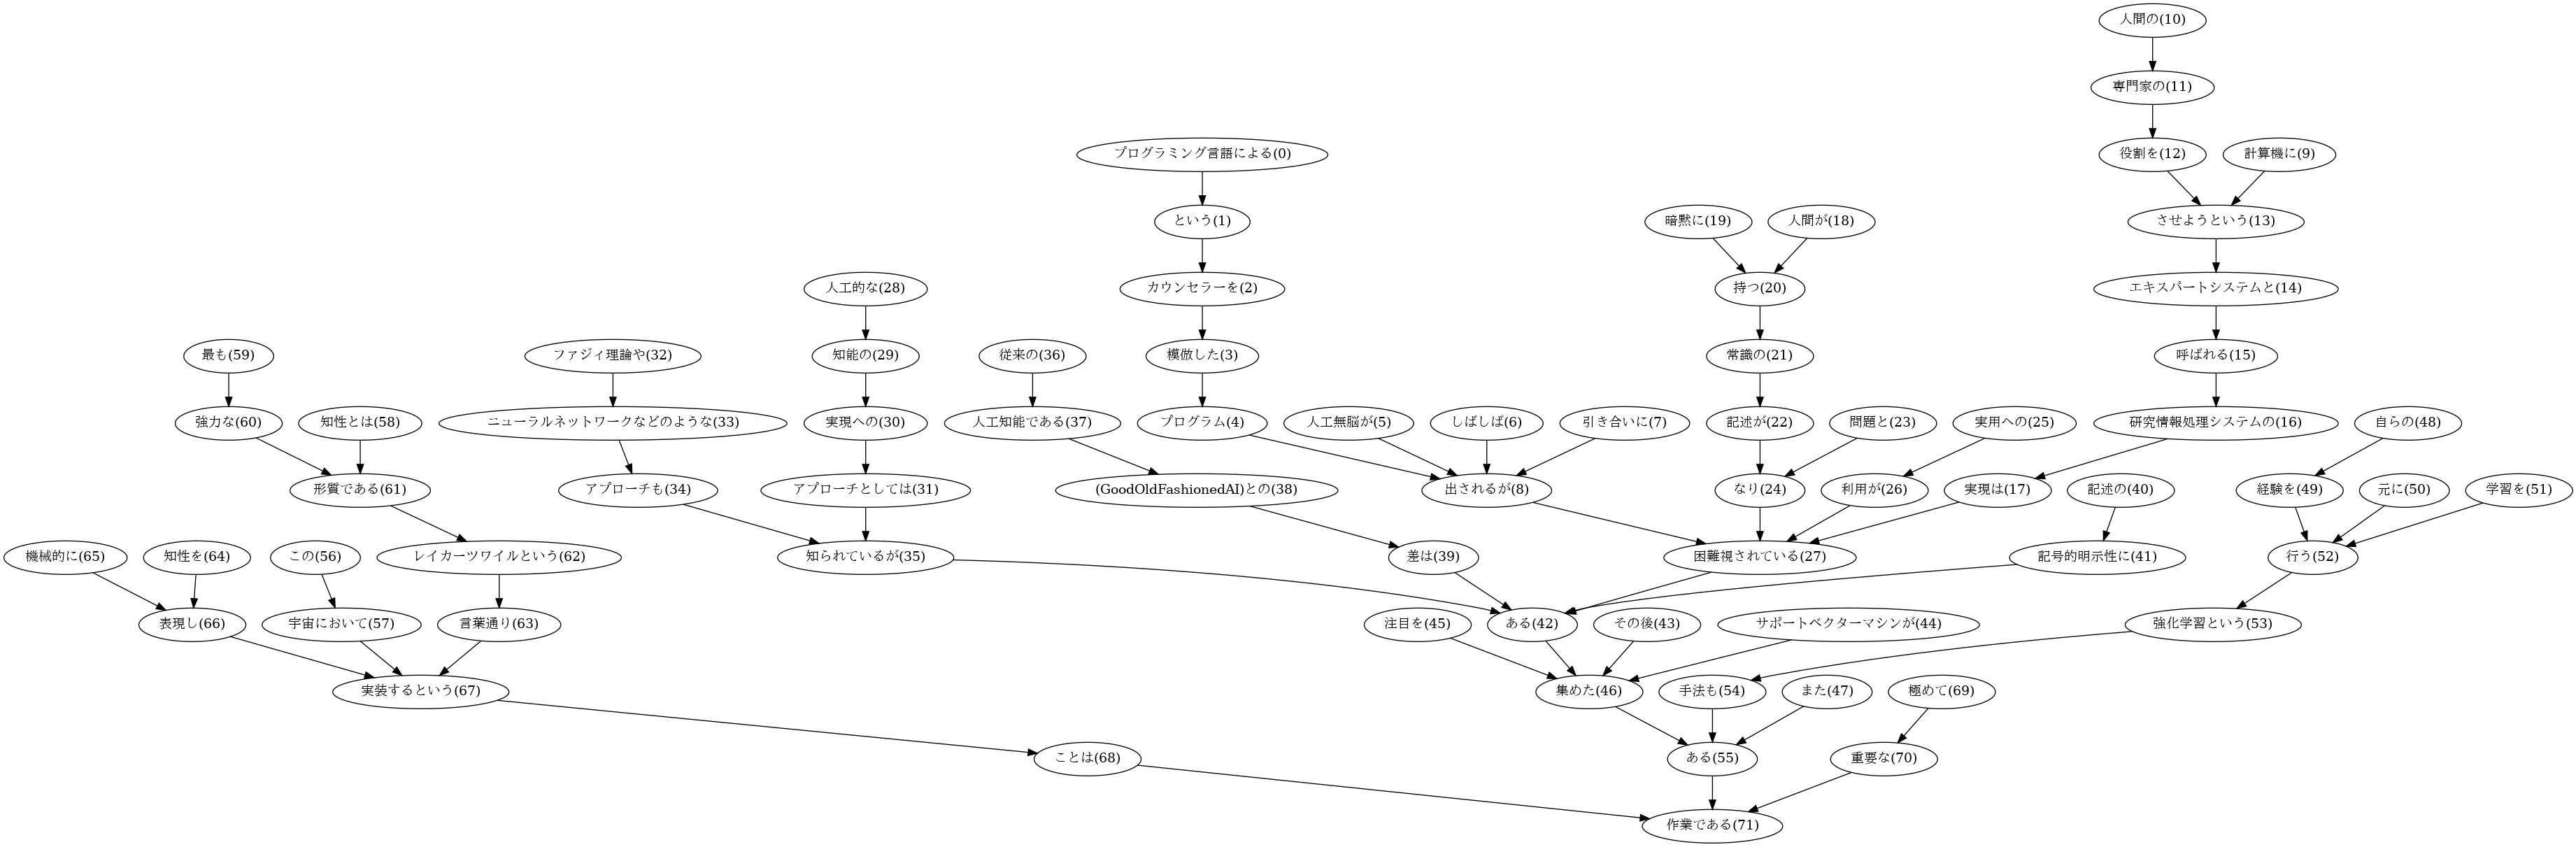 人間の(10)
専門家の(11)
プログラミング言語による(0)
役割を(12)
計算機に(9)
という(1)
暗黙に(19)
人間が(18)
させようという(13)
人工的な(28)
カウンセラーを(2)
持つ(20)
エキスパートシステムと(14)
最も(59)
ファジィ理論や(32)
知能の(29)
従来の(36)
模倣した(3)
常識の(21)
呼ばれる(15)
強力な(60)
知性とは(58)
ニューラルネットワークなどのような(33)
実現への(30)
人工知能である(37)
プログラム(4)
人工無脳が(5)
しばしば(6)
引き合いに(7)
記述が(22)
問題と(23)
実用への(25)
研究情報処理システムの(16)
自らの(48)
形質である(61)
アプローチも(34)
アプローチとしては(31)
(GoodOldFashionedAI)との(38)
出されるが(8)
なり(24)
利用が(26)
実現は(17)
記述の(40)
経験を(49)
元に(50)
学習を(51)
機械的に(65)
知性を(64)
この(56)
レイカーツワイルという(62)
知られているが(35)
差は(39)
困難視されている(27)
記号的明示性に(41)
行う(52)
表現し(66)
宇宙において(57)
言葉通り(63)
注目を(45)
ある(42)
その後(43)
サポートベクターマシンが(44)
強化学習という(53)
実装するという(67)
集めた(46)
手法も(54)
また(47)
極めて(69)
ことは(68)
ある(55)
重要な(70)
作業である(71)